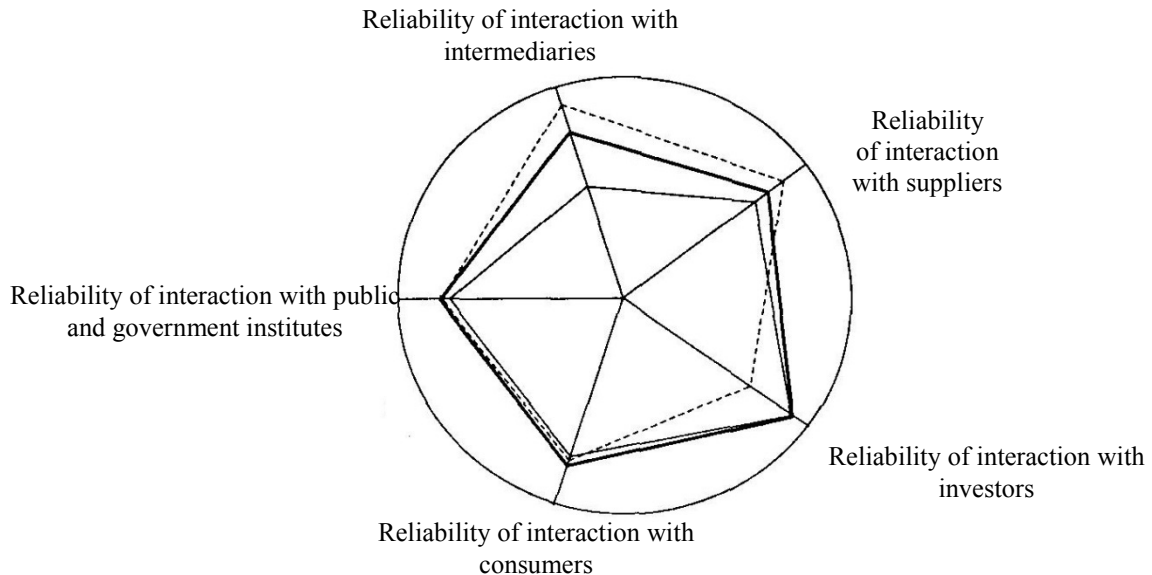 Reliability of interaction with
intermediaries
Reliability
of interaction
with suppliers
Reliability of interaction with public
and government institutes
Reliability of interaction with
investors
Reliability of interaction with
consumers